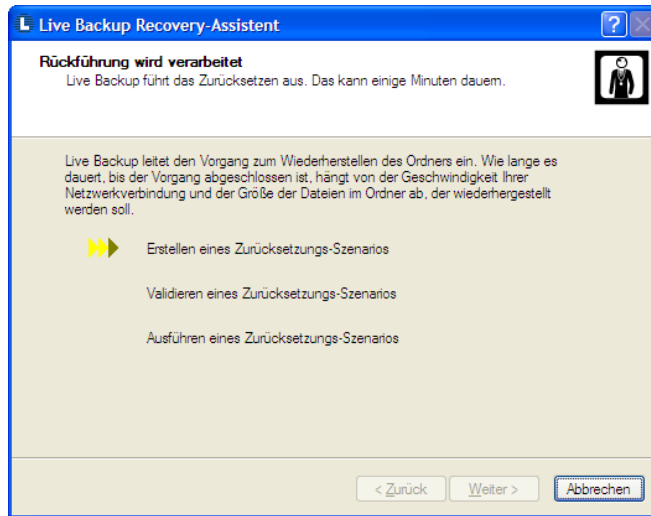 Live Backup Recovery-Assistent
Rückführung wird verarbeitet
Live Backup führt das Zurücksetzen aus. Das kann einige Minuten dauern.
Live Backup leitet den Vorgang zum Wiederherstellen des Ordners ein. Wie lange es
dauert, bis der Vorgang abgeschlossen ist, hängt von der Geschwindigkeit Ihrer
Netzwerkverbindung und der Größe der Dateien im Ordner ab, der wiederhergestellt
werden soll.
Erstellen eines Zurücksetzungs-Szenarios
Validieren eines Zurücksetzungs-Szenarios
Ausführen eines Zurücksetzungs-Szenarios
< Zurück Weiter > Abbrechen